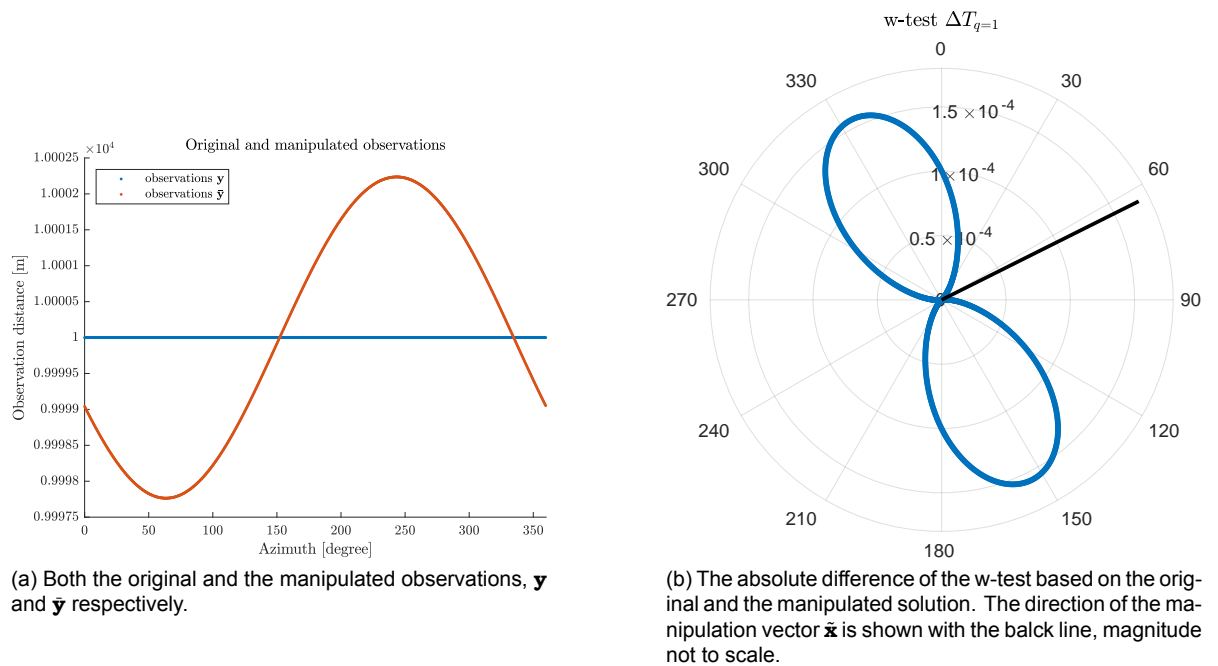 Original and manipulated observations
×10⁴
1.00025
1.0002
1.00015
1.0001
1.00005
1
0.99995
0.9999
0.99985
0.9998
0.99975
Observation distance [m]
observations y
observations ȳ
0 50 100 150 200 250 300 350
Azimuth [degree]
(a) Both the original and the manipulated observations, y
and ȳ respectively.
w-test ΔT_{q=1}
0
30
60
90
120
150
180
210
240
270
300
330
1.5 ×10⁻⁴
1 ×10⁻⁴
0.5 ×10⁻⁴
(b) The absolute difference of the w-test based on the orig-
inal and the manipulated solution. The direction of the ma-
nipulation vector x̃ is shown with the balck line, magnitude
not to scale.